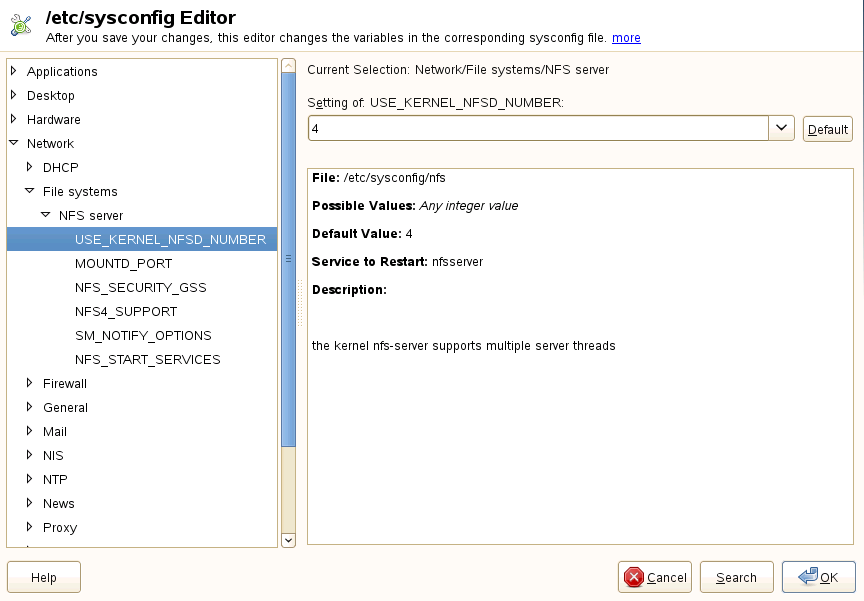 /etc/sysconfig Editor
After you save your changes, this editor changes the variables in the corresponding sysconfig file. more
Applications
Desktop
Hardware
Network
DHCP
File systems
NFS server
USE_KERNEL_NFSD_NUMBER
MOUNTD_PORT
NFS_SECURITY_GSS
NFS4_SUPPORT
SM_NOTIFY_OPTIONS
NFS_START_SERVICES
Firewall
General
Mail
NIS
NTP
News
Proxy
Current Selection: Network/File systems/NFS server
Setting of: USE_KERNEL_NFSD_NUMBER:
4
Default
File: /etc/sysconfig/nfs
Possible Values: Any integer value
Default Value: 4
Service to Restart: nfsserver
Description:
the kernel nfs-server supports multiple server threads
Help
Cancel
Search
OK